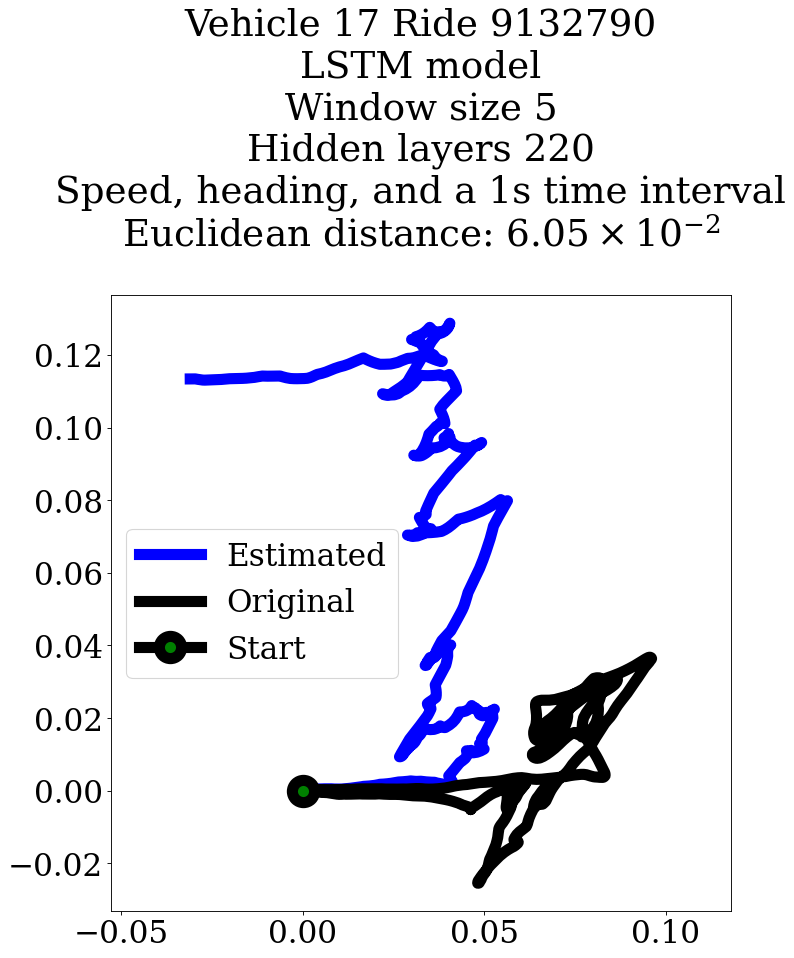 Vehicle 17 Ride 9132790
LSTM model
Window size 5
Hidden layers 220
Speed, heading, and a 1s time interval
Euclidean distance: 6.05 × 10⁻²
0.12
0.10
0.08
0.06
0.04
0.02
0.00
−0.02
Estimated
Original
Start
−0.05
0.00
0.05
0.10